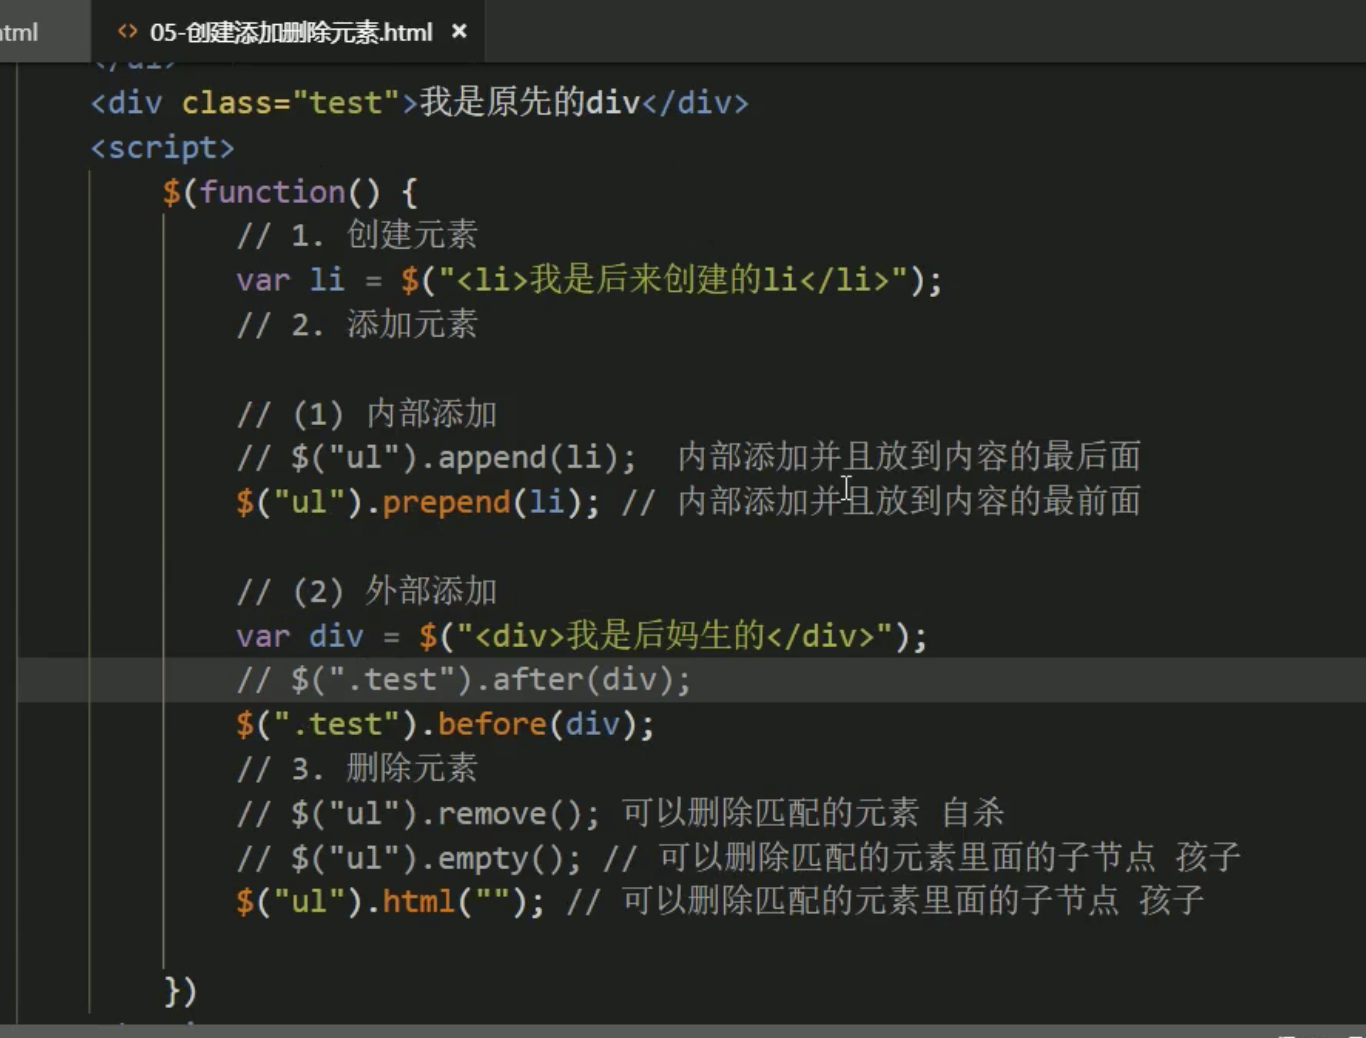 tml
<> 05-创建添加删除元素.html ×
<div class="test">我是原先的div</div>
<script>
$(function() {
// 1. 创建元素
var li = $("<li>我是后来创建的li</li>");
// 2. 添加元素
// (1) 内部添加
// $("ul").append(li);  内部添加并且放到内容的最后面
$("ul").prepend(li); // 内部添加并且放到内容的最前面
// (2) 外部添加
var div = $("<div>我是后妈生的</div>");
// $(".test").after(div);
$(".test").before(div);
// 3. 删除元素
// $("ul").remove(); 可以删除匹配的元素 自杀
// $("ul").empty(); // 可以删除匹配的元素里面的子节点 孩子
$("ul").html(""); // 可以删除匹配的元素里面的子节点 孩子
})